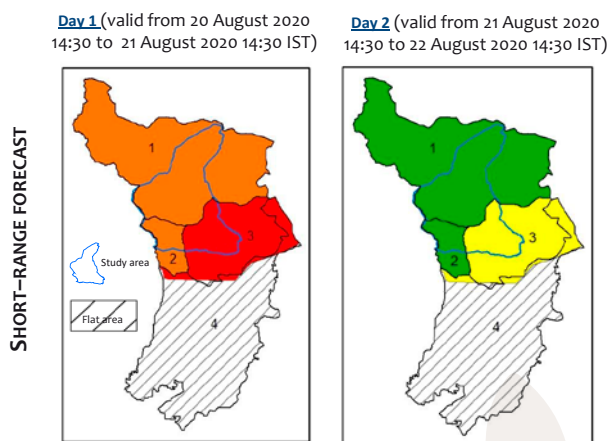 Day 1 (valid from 20 August 2020
14:30 to 21 August 2020 14:30 IST)
Day 2 (valid from 21 August 2020
14:30 to 22 August 2020 14:30 IST)
SHORT–RANGE FORECAST
1
2
3
4
Study area
Flat area
1
2
3
4